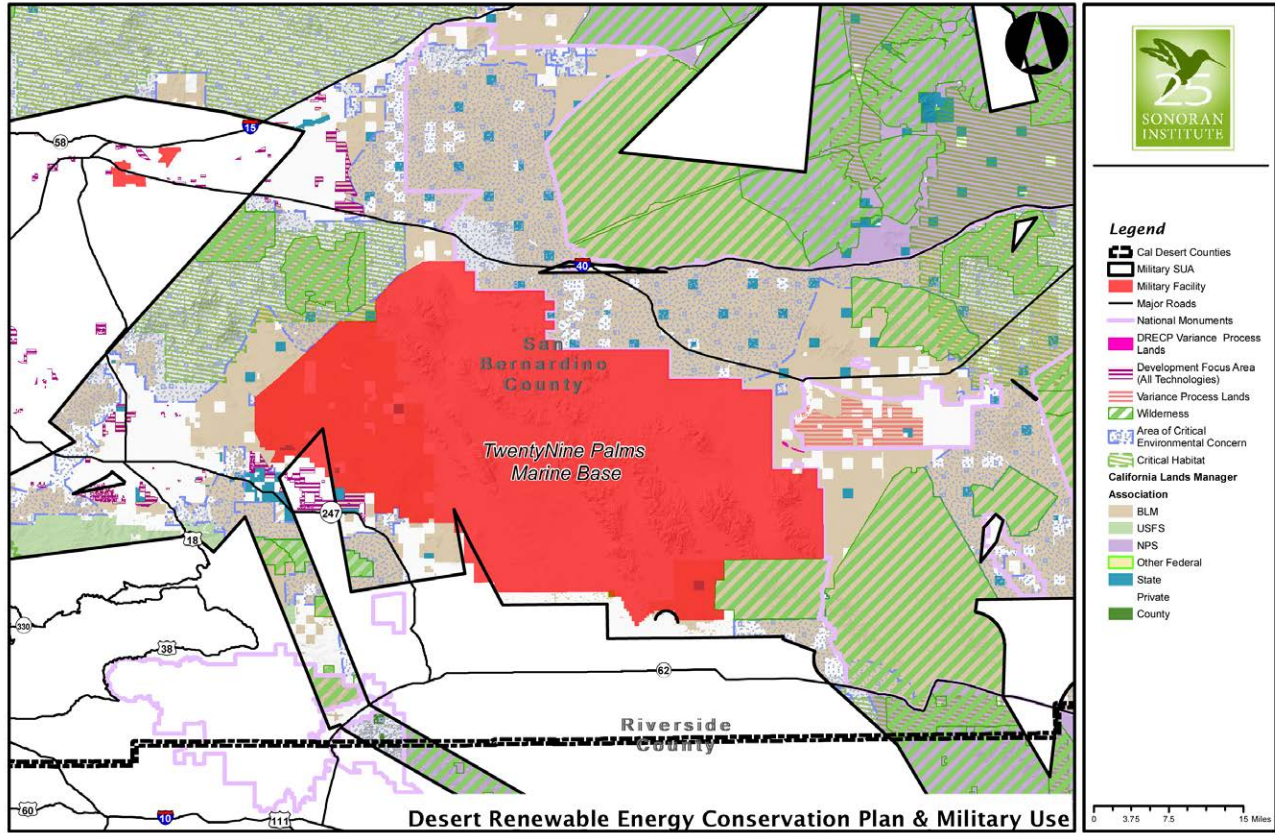 58
15
40
San
Bernardino
County
TwentyNine Palms
Marine Base
247
18
330
38
62
Riverside
County
60
10
111
Desert Renewable Energy Conservation Plan & Military Use
25
SONORAN
INSTITUTE
Legend
Cal Desert Counties
Military SUA
Military Facility
Major Roads
National Monuments
DRECP Variance Process
Lands
Development Focus Area
(All Technologies)
Variance Process Lands
Wilderness
Area of Critical
Environmental Concern
Critical Habitat
California Lands Manager
Association
BLM
USFS
NPS
Other Federal
State
Private
County
0 3.75 7.5 15 Miles